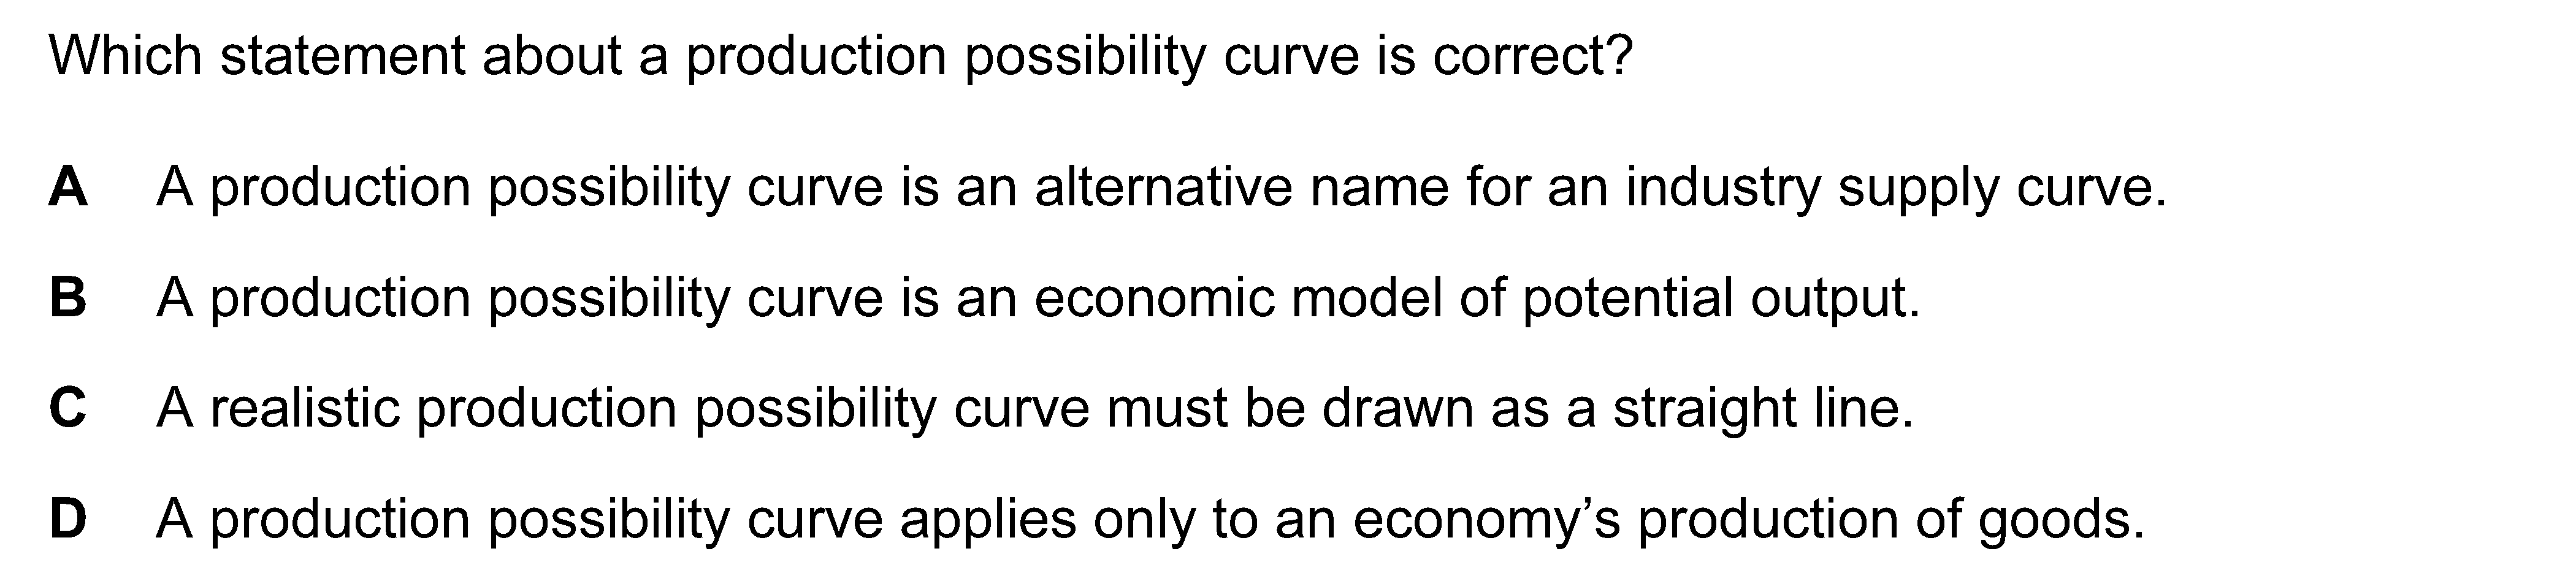 Which statement about a production possibility curve is correct?
A A production possibility curve is an alternative name for an industry supply curve.
B A production possibility curve is an economic model of potential output.
C A realistic production possibility curve must be drawn as a straight line.
D A production possibility curve applies only to an economy’s production of goods.